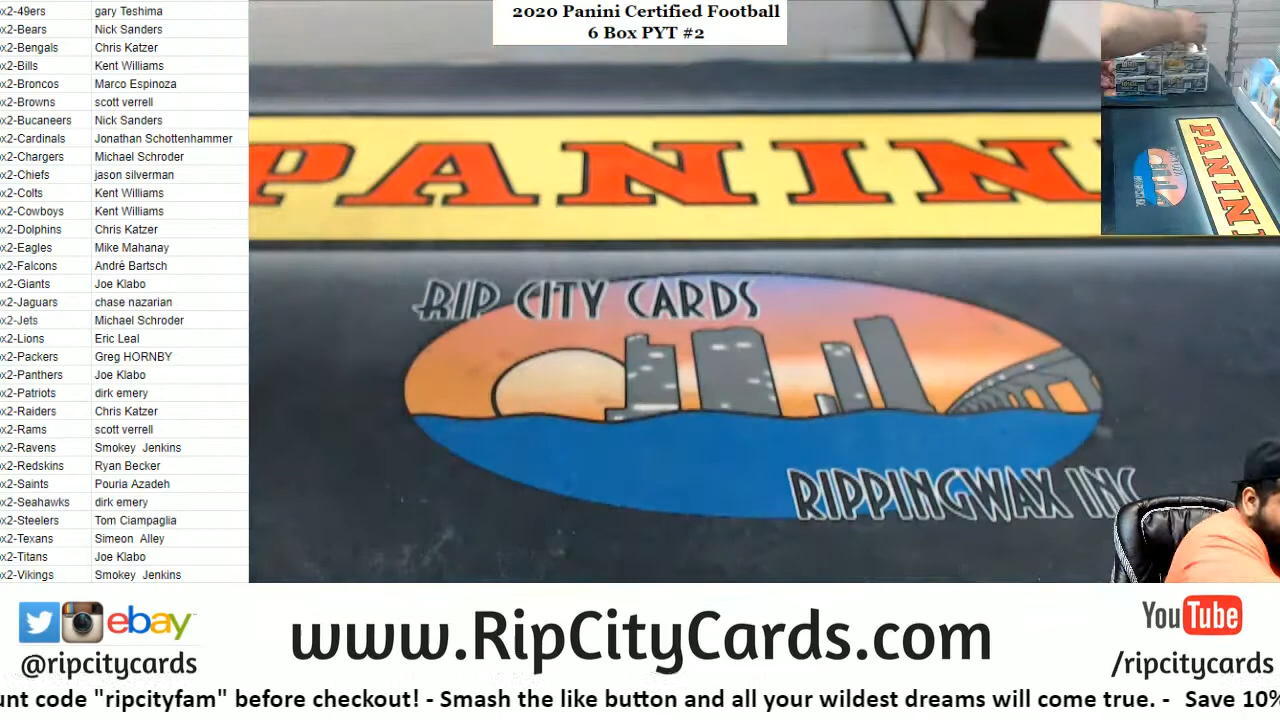 x2-49ers gary Teshima
x2-Bears Nick Sanders
x2-Bengals Chris Katzer
x2-Bills Kent Williams
x2-Broncos Marco Espinoza
x2-Browns scott verrell
x2-Bucaneers Nick Sanders
x2-Cardinals Jonathan Schottenhammer
x2-Chargers Michael Schroder
x2-Chiefs jason silverman
x2-Colts Kent Williams
x2-Cowboys Kent Williams
x2-Dolphins Chris Katzer
x2-Eagles Mike Mahanay
x2-Falcons André Bartsch
x2-Giants Joe Klabo
x2-Jaguars chase nazarian
x2-Jets Michael Schroder
x2-Lions Eric Leal
x2-Packers Greg HORNBY
x2-Panthers Joe Klabo
x2-Patriots dirk emery
x2-Raiders Chris Katzer
x2-Rams scott verrell
x2-Ravens Smokey Jenkins
x2-Redskins Ryan Becker
x2-Saints Pouria Azadeh
x2-Seahawks dirk emery
x2-Steelers Tom Ciampaglia
x2-Texans Simeon Alley
x2-Titans Joe Klabo
x2-Vikings Smokey Jenkins
2020 Panini Certified Football
6 Box PYT #2
PANINI
RIP CITY CARDS
RIPPINGWAX INC
PANINI
ebay
@ripcitycards
www.RipCityCards.com
YouTube
/ripcitycards
unt code "ripcityfam" before checkout! - Smash the like button and all your wildest dreams will come true. - Save 10%